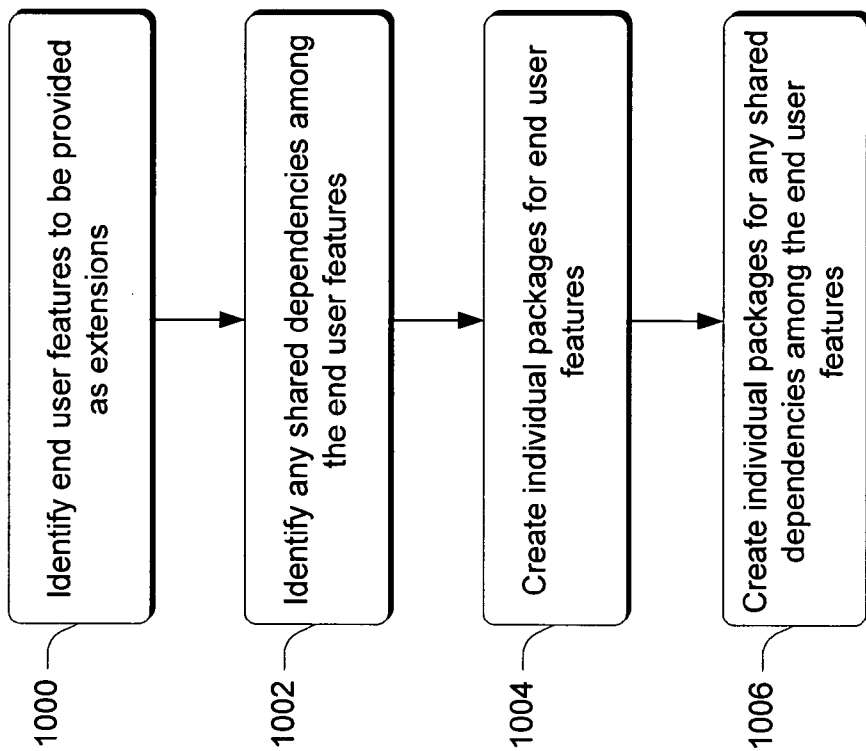 1000
Identify end user features to be provided
as extensions
1002
Identify any shared dependencies among
the end user features
1004
Create individual packages for end user
features
1006
Create individual packages for any shared
dependencies among the end user
features